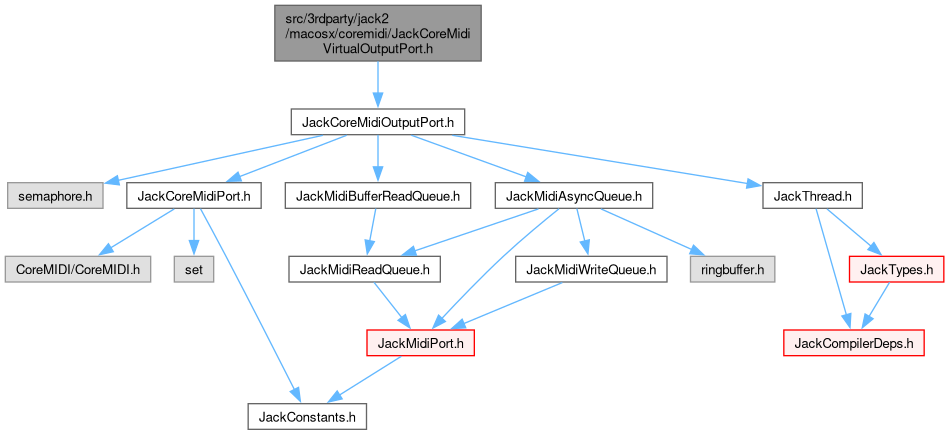 src/3rdparty/jack2
/macosx/coremidi/JackCoreMidi
VirtualOutputPort.h
JackCoreMidiOutputPort.h
semaphore.h
JackCoreMidiPort.h
JackMidiBufferReadQueue.h
JackMidiAsyncQueue.h
JackThread.h
CoreMIDI/CoreMIDI.h
set
JackMidiReadQueue.h
JackMidiWriteQueue.h
ringbuffer.h
JackTypes.h
JackMidiPort.h
JackCompilerDeps.h
JackConstants.h